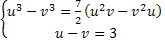 {u³ − v³ = 7/2 (u²v − v²u)
u − v = 3